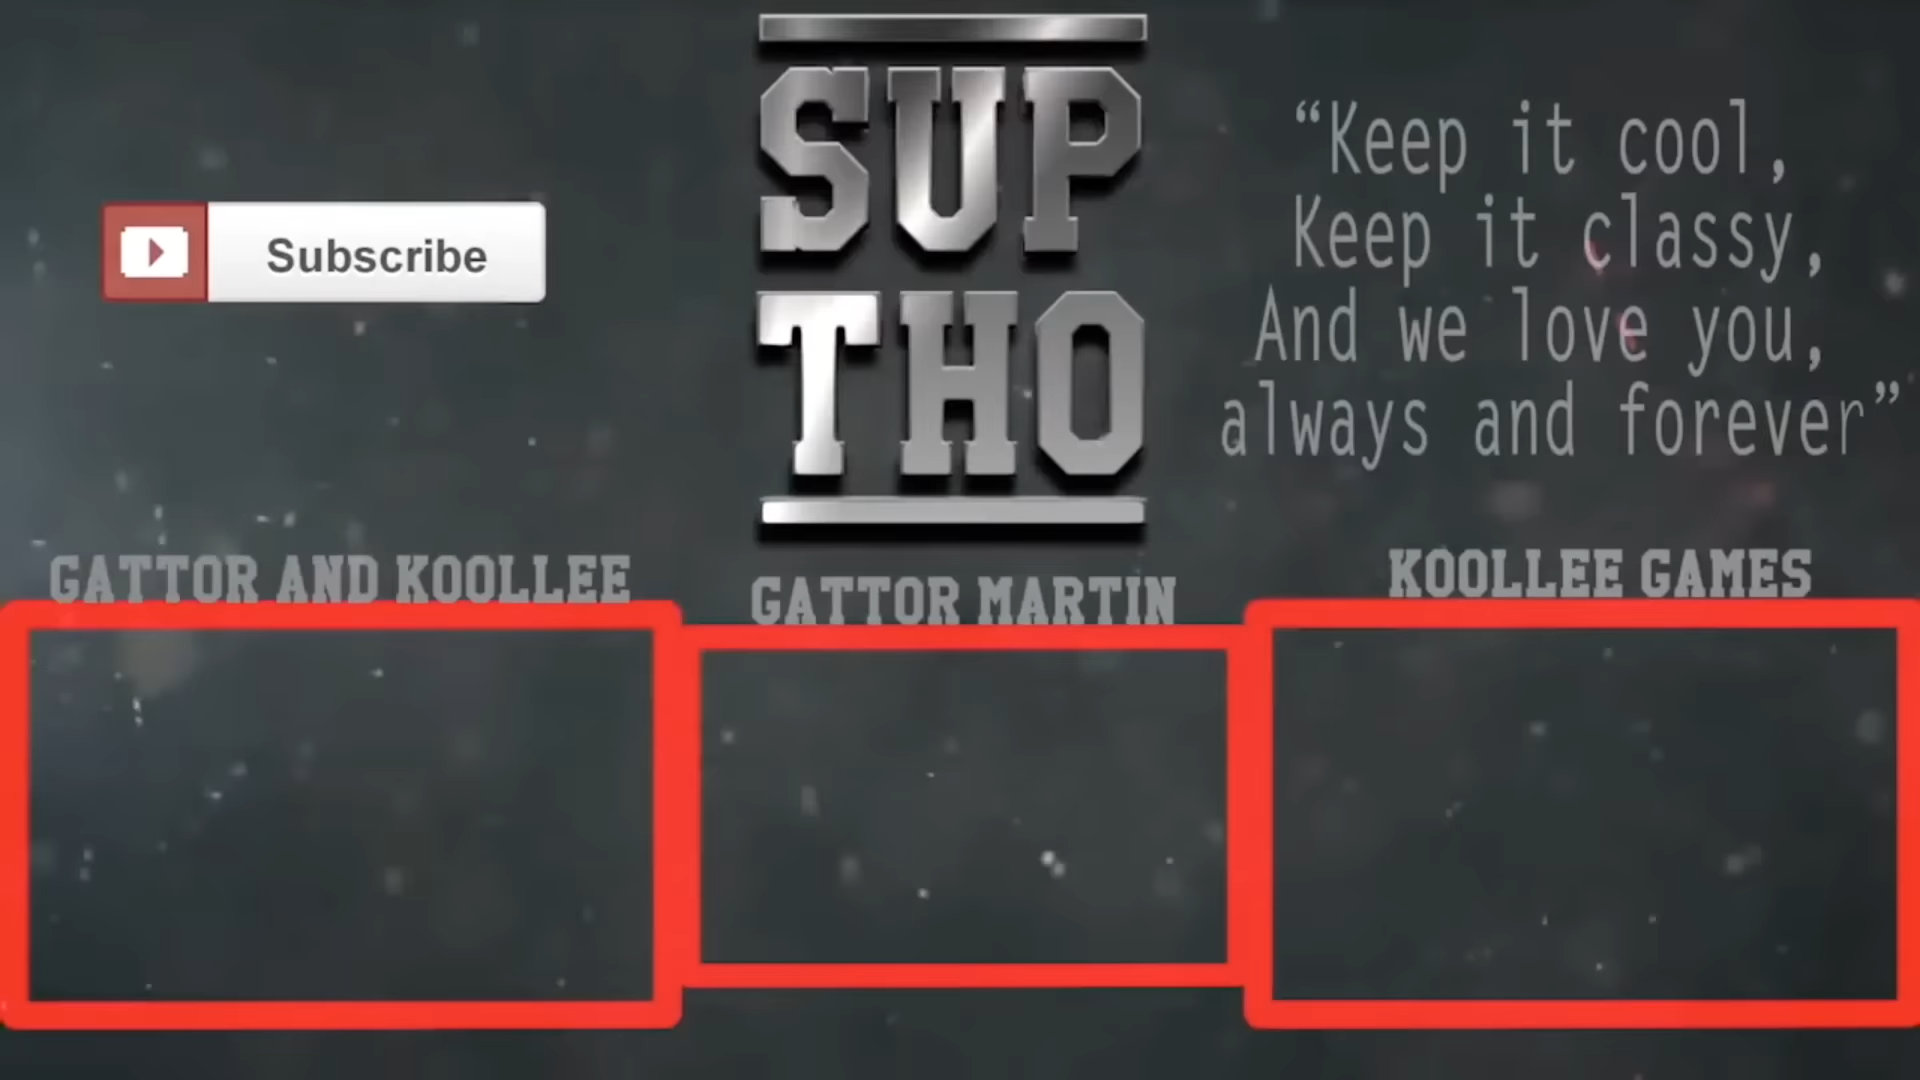 SUP
THO
Subscribe
“Keep it cool,
Keep it classy,
And we love you,
always and forever”
GATTOR AND KOOLLEE
GATTOR MARTIN
KOOLLEE GAMES